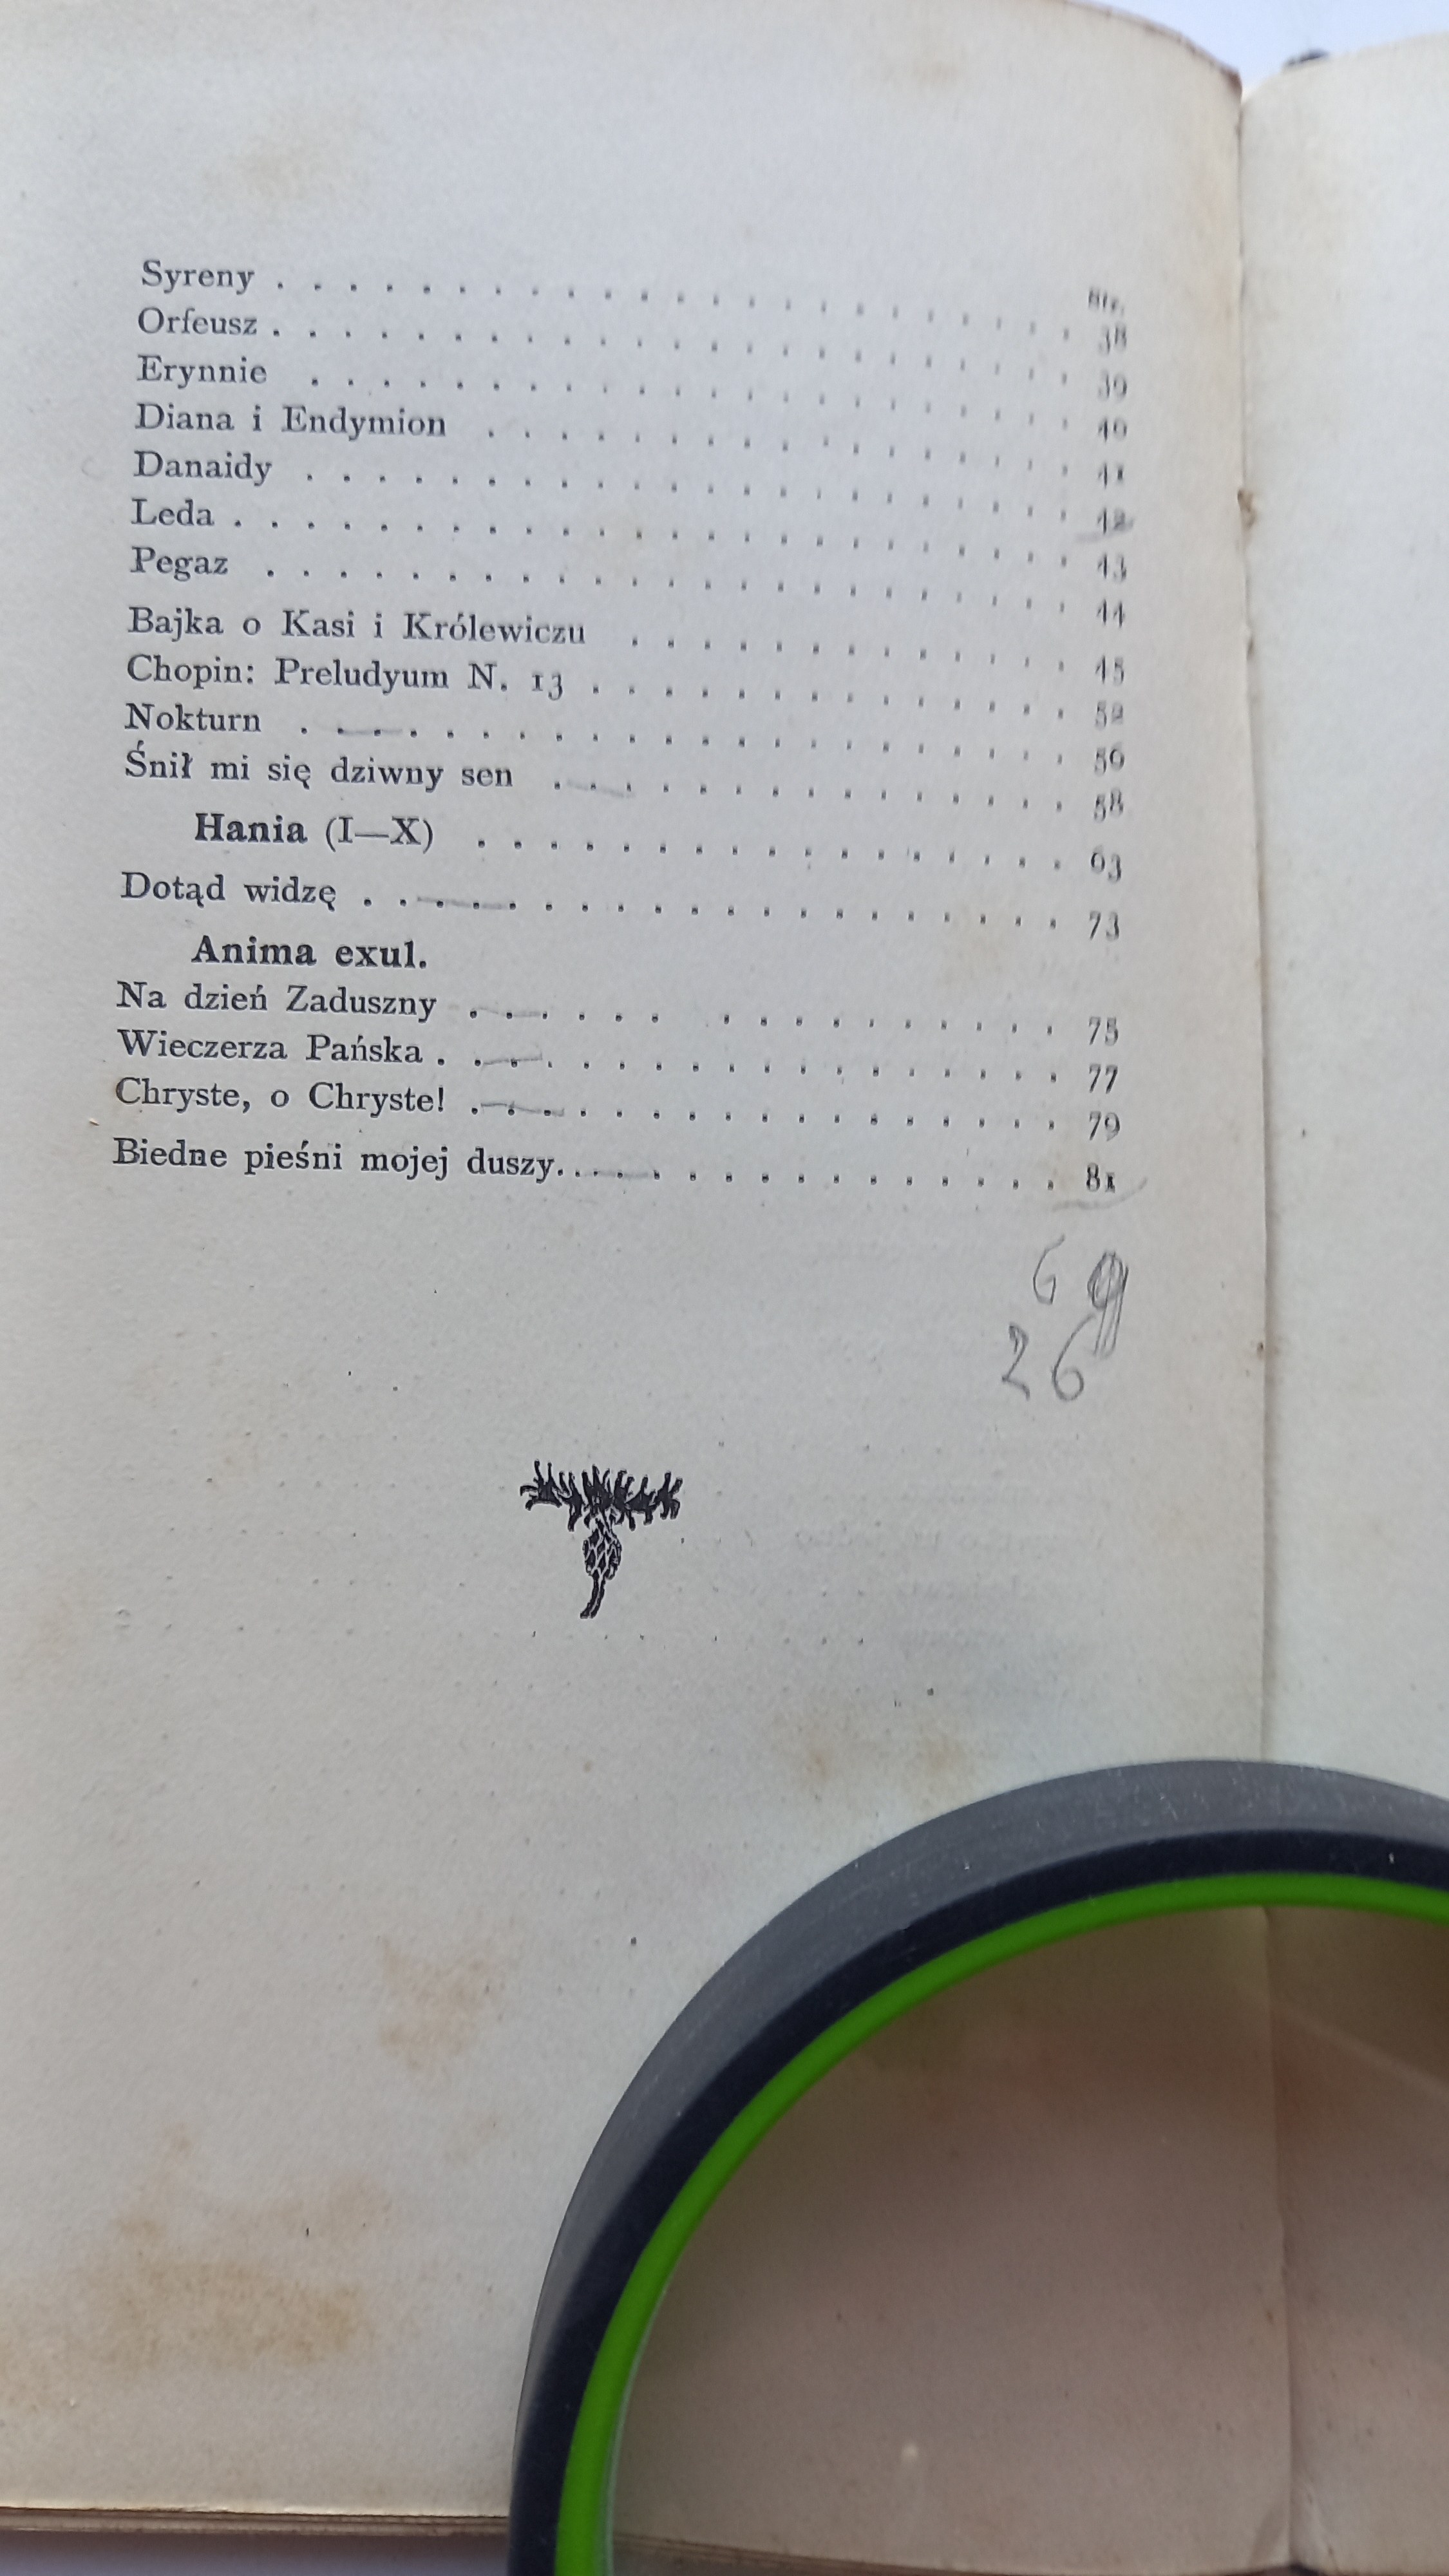 Str.
Syreny . . . . . . . . . . . . . . . . . . . . . . 38
Orfeusz . . . . . . . . . . . . . . . . . . . . . . 39
Erynnie . . . . . . . . . . . . . . . . . . . . . 40
Diana i Endymion . . . . . . . . . . . . . . . . 41
Danaidy . . . . . . . . . . . . . . . . . . . . . 42
Leda . . . . . . . . . . . . . . . . . . . . . . . 43
Pegaz . . . . . . . . . . . . . . . . . . . . . . 44
Bajka o Kasi i Królewiczu . . . . . . . . . . . . 45
Chopin: Preludyum N. 13 . . . . . . . . . . . . . 52
Nokturn . . . . . . . . . . . . . . . . . . . . . 56
Śnił mi się dziwny sen . . . . . . . . . . . . . . 58
Hania (I—X) . . . . . . . . . . . . . . . . . 63
Dotąd widzę . . . . . . . . . . . . . . . . . . . 73
Anima exul.
Na dzień Zaduszny . . . . . . . . . . . . . . . . 75
Wieczerza Pańska . . . . . . . . . . . . . . . . . 77
Chryste, o Chryste! . . . . . . . . . . . . . . . . 79
Biedne pieśni mojej duszy. . . . . . . . . . . . . . 81
69
26